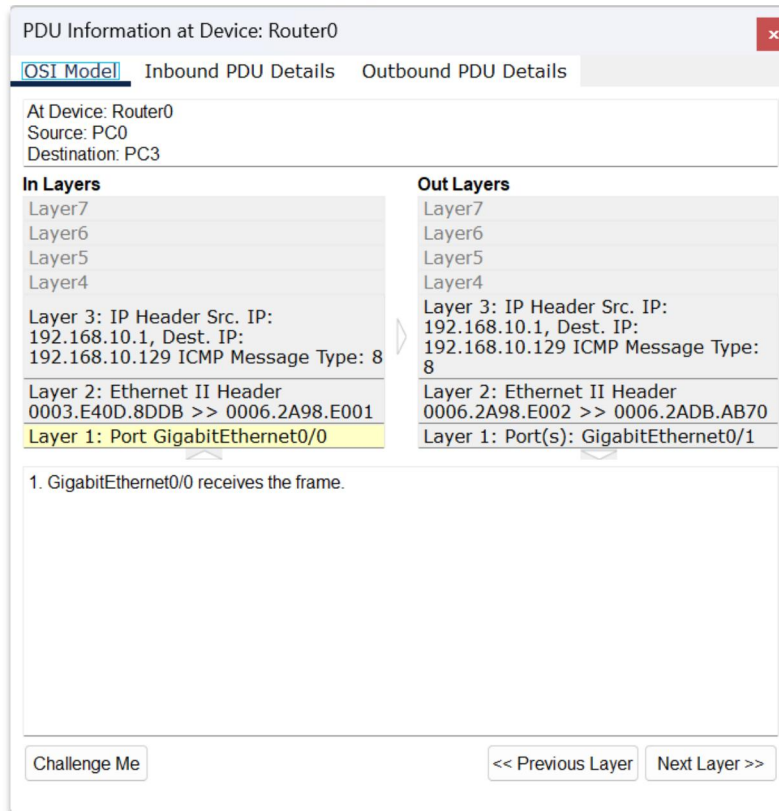 PDU Information at Device: Router0
x
OSI Model Inbound PDU Details Outbound PDU Details
At Device: Router0
Source: PC0
Destination: PC3
In Layers
Layer7
Layer6
Layer5
Layer4
Layer 3: IP Header Src. IP:
192.168.10.1, Dest. IP:
192.168.10.129 ICMP Message Type: 8
Layer 2: Ethernet II Header
0003.E40D.8DDB >> 0006.2A98.E001
Layer 1: Port GigabitEthernet0/0
Out Layers
Layer7
Layer6
Layer5
Layer4
Layer 3: IP Header Src. IP:
192.168.10.1, Dest. IP:
192.168.10.129 ICMP Message Type:
8
Layer 2: Ethernet II Header
0006.2A98.E002 >> 0006.2ADB.AB70
Layer 1: Port(s): GigabitEthernet0/1
1. GigabitEthernet0/0 receives the frame.
Challenge Me
<< Previous Layer
Next Layer >>